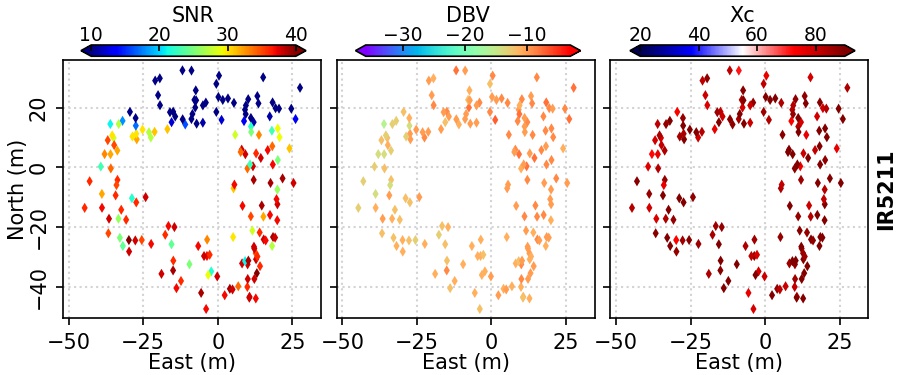 SNR DBV Xc
10 20 30 40 −30 −20 −10 20 40 60 80
20
0
−20
−40
North (m)
−50 −25 0 25 −50 −25 0 25 −50 −25 0 25
East (m) East (m) East (m)
IR5211